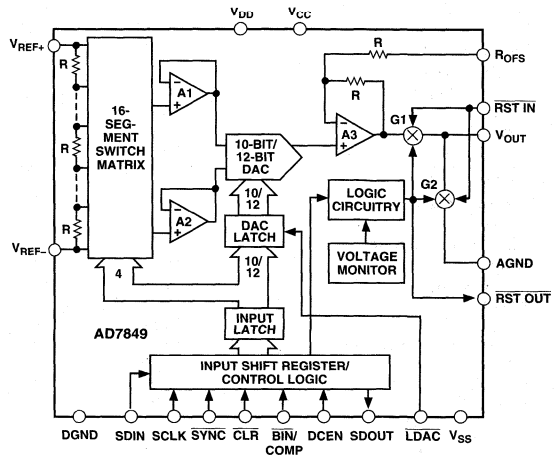 VDD VCC
VREF+
R
R
R
VREF–
16-
SEG-
MENT
SWITCH
MATRIX
A1
A2
10-BIT/
12-BIT
DAC
10/
12
DAC
LATCH
10/
12
4
INPUT
LATCH
R
R
A3
G1
G2
LOGIC
CIRCUITRY
VOLTAGE
MONITOR
ROFS
RST IN
VOUT
AGND
RST OUT
AD7849
INPUT SHIFT REGISTER/
CONTROL LOGIC
DGND SDIN SCLK SYNC CLR BIN/ DCEN SDOUT LDAC VSS
COMP